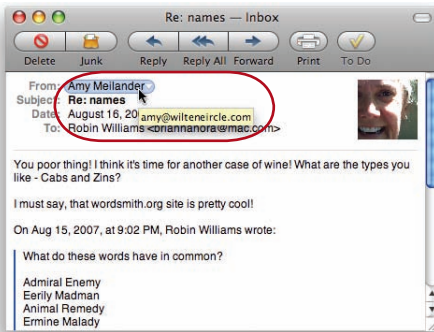 Re: names — Inbox
Delete Junk Reply Reply All Forward Print To Do
From: Amy Meilander
Subject: Re: names
Date: August 16, 20
amy@wilteneircle.com
To: Robin Williams <briannanora@mac.com>
You poor thing! I think it's time for another case of wine! What are the types you
like - Cabs and Zins?
I must say, that wordsmith.org site is pretty cool!
On Aug 15, 2007, at 9:02 PM, Robin Williams wrote:
What do these words have in common?
Admiral Enemy
Eerily Madman
Animal Remedy
Ermine Malady